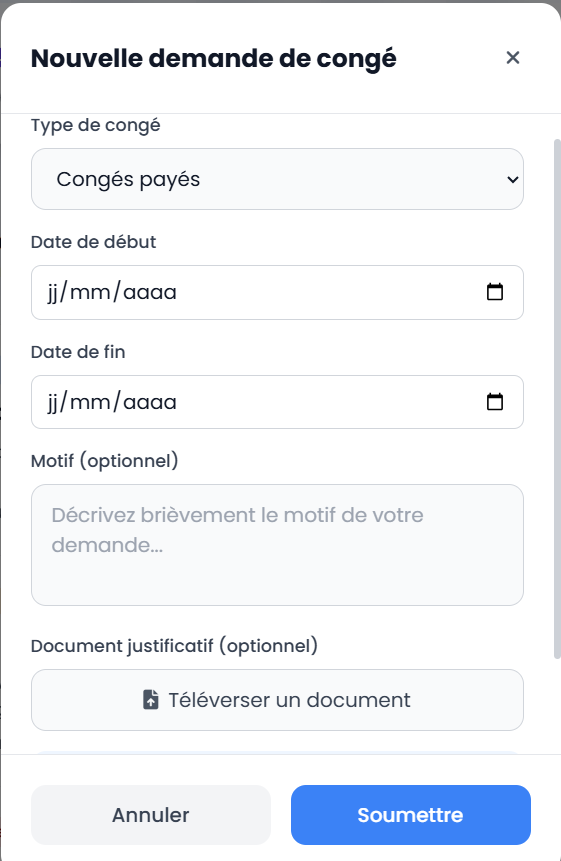 Nouvelle demande de congé
Type de congé
Congés payés
Date de début
jj/mm/aaaa
Date de fin
jj/mm/aaaa
Motif (optionnel)
Décrivez brièvement le motif de votre
demande...
Document justificatif (optionnel)
Téléverser un document
Annuler
Soumettre